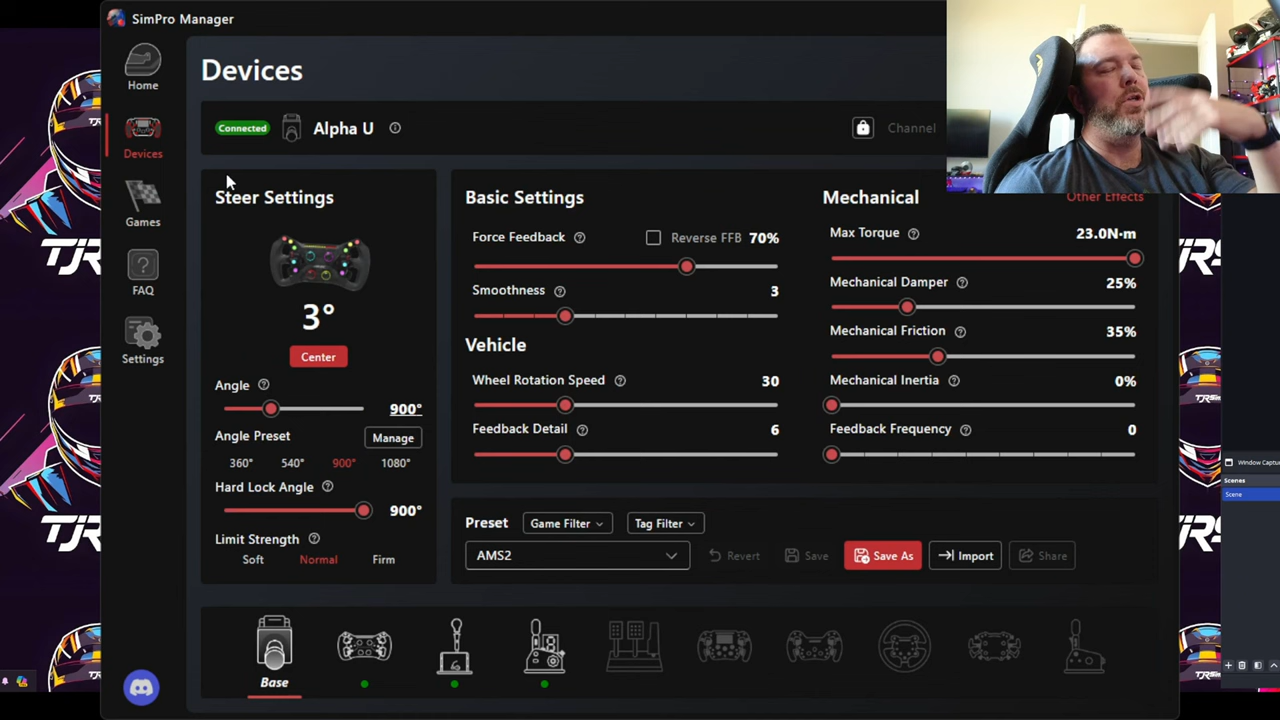 SimPro Manager
Home
Devices
Games
FAQ
Settings
Devices
Connected
Alpha U
Channel
Steer Settings
3°
Center
Angle
900°
Angle Preset
Manage
360°
540°
900°
1080°
Hard Lock Angle
900°
Limit Strength
Soft
Normal
Firm
Basic Settings
Force Feedback
Reverse FFB
70%
Smoothness
3
Vehicle
Wheel Rotation Speed
30
Feedback Detail
6
Mechanical
Other Effects
Max Torque
23.0N·m
Mechanical Damper
25%
Mechanical Friction
35%
Mechanical Inertia
0%
Feedback Frequency
0
Preset
Game Filter
Tag Filter
AMS2
Revert
Save
Save As
Import
Share
Base
Window Captur
Scenes
Scene